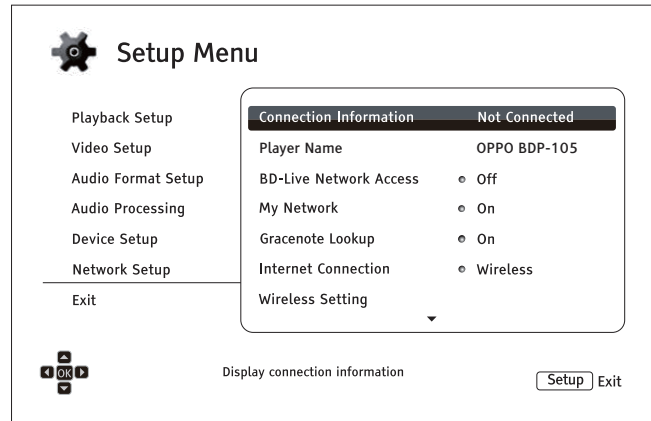 Setup Menu
Playback Setup
Video Setup
Audio Format Setup
Audio Processing
Device Setup
Network Setup
Exit
Connection Information Not Connected
Player Name OPPO BDP-105
BD-Live Network Access Off
My Network On
Gracenote Lookup On
Internet Connection Wireless
Wireless Setting
OK
Display connection information
Setup Exit